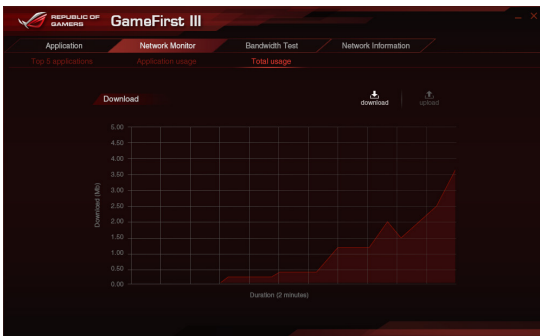 REPUBLIC OF
GAMERS
GameFirst III
Application Network Monitor Bandwidth Test Network Information
Top 5 applications Application usage Total usage
Download
download upload
5.00
4.50
4.00
3.50
3.00
2.50
2.00
1.50
1.00
0.50
0.00
Download (Mb)
Duration (2 minutes)